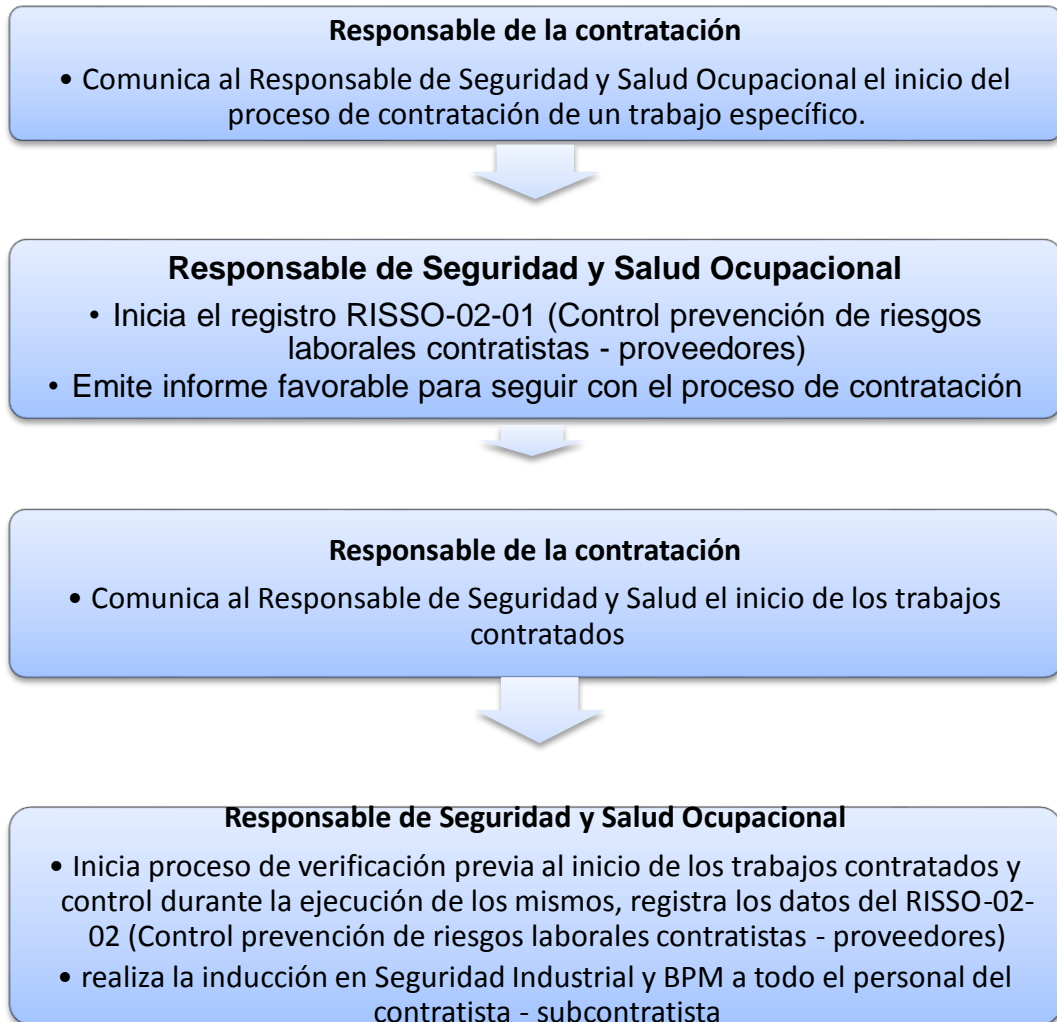 Responsable de la contratación
• Comunica al Responsable de Seguridad y Salud Ocupacional el inicio del
proceso de contratación de un trabajo específico.
Responsable de Seguridad y Salud Ocupacional
• Inicia el registro RISSO-02-01 (Control prevención de riesgos
laborales contratistas - proveedores)
• Emite informe favorable para seguir con el proceso de contratación
Responsable de la contratación
• Comunica al Responsable de Seguridad y Salud el inicio de los trabajos
contratados
Responsable de Seguridad y Salud Ocupacional
• Inicia proceso de verificación previa al inicio de los trabajos contratados y
control durante la ejecución de los mismos, registra los datos del RISSO-02-
02 (Control prevención de riesgos laborales contratistas - proveedores)
• realiza la inducción en Seguridad Industrial y BPM a todo el personal del
contratista - subcontratista